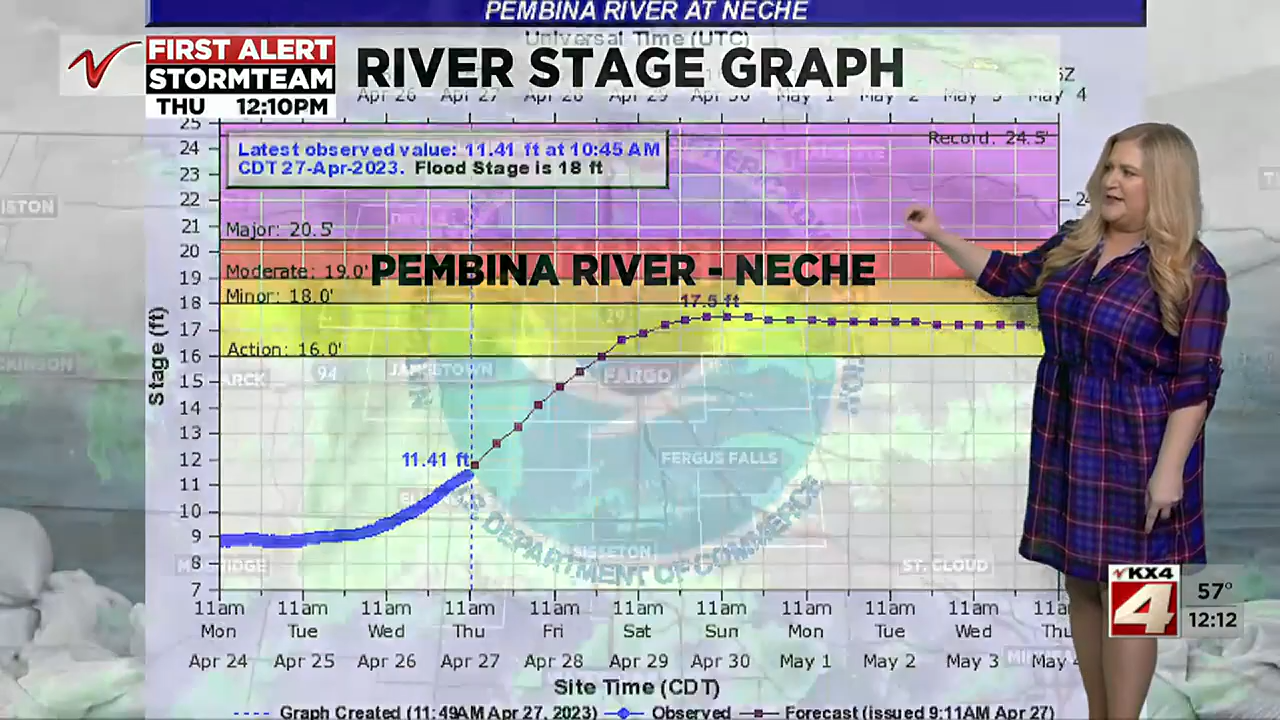 PEMBINA RIVER AT NECHE
Universal Time (UTC)
FIRST ALERT
STORMTEAM
THU 12:10PM
RIVER STAGE GRAPH
Apr 26 Apr 27 Apr 28 Apr 29 Apr 30 May 1 May 2 May 3 May 4
25
24
23
22
21
20
19
18
17
16
15
14
13
12
11
10
9
8
7
Stage (ft)
Latest observed value: 11.41 ft at 10:45 AM
CDT 27-Apr-2023. Flood Stage is 18 ft
Record: 24.5'
Major: 20.5'
Moderate: 19.0'
Minor: 18.0'
Action: 16.0'
PEMBINA RIVER - NECHE
17.5 ft
11.41 ft
ISTON
94
29
JAMESTOWN
FARGO
FERGUS FALLS
SISSETON
ST. CLOUD
DEPARTMENT OF COMMERCE
KX4
4
57°
12:12
11am 11am 11am 11am 11am 11am 11am 11am 11am 11am
Mon Tue Wed Thu Fri Sat Sun Mon Tue Wed Thu
Apr 24 Apr 25 Apr 26 Apr 27 Apr 28 Apr 29 Apr 30 May 1 May 2 May 3 May 4
Site Time (CDT)
Graph Created (11:49AM Apr 27, 2023) Observed Forecast (issued 9:11AM Apr 27)